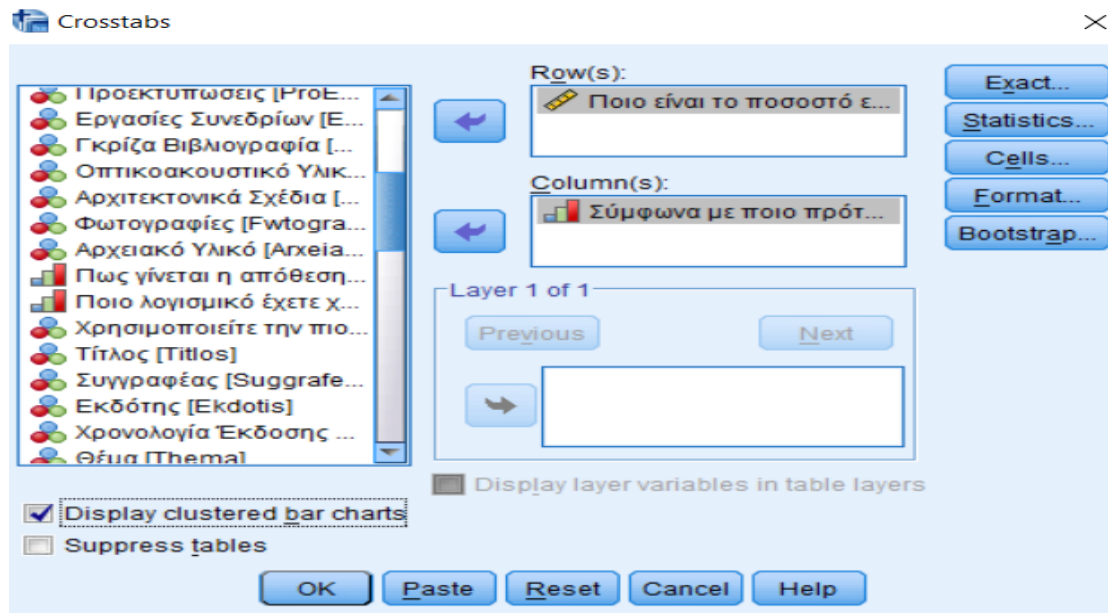 Crosstabs
Προεκτυπώσεις [ProE...
Εργασίες Συνεδρίων [E...
Γκρίζα Βιβλιογραφία [...
Οπτικοακουστικό Υλικ...
Αρχιτεκτονικά Σχέδια [...
Φωτογραφίες [Fwtogra...
Αρχειακό Υλικό [Arxeia...
Πως γίνεται η απόθεση...
Ποιο λογισμικό έχετε χ...
Χρησιμοποιείτε την πιο...
Τίτλος [Titlos]
Συγγραφέας [Suggrafe...
Εκδότης [Ekdotis]
Χρονολογία Έκδοσης ...
Θέμα [Thema]
Display clustered bar charts
Suppress tables
Row(s):
Ποιο είναι το ποσοστό ε...
Column(s):
Σύμφωνα με ποιο πρότ...
Layer 1 of 1
Previous
Next
Display layer variables in table layers
Exact...
Statistics...
Cells...
Format...
Bootstrap...
OK
Paste
Reset
Cancel
Help